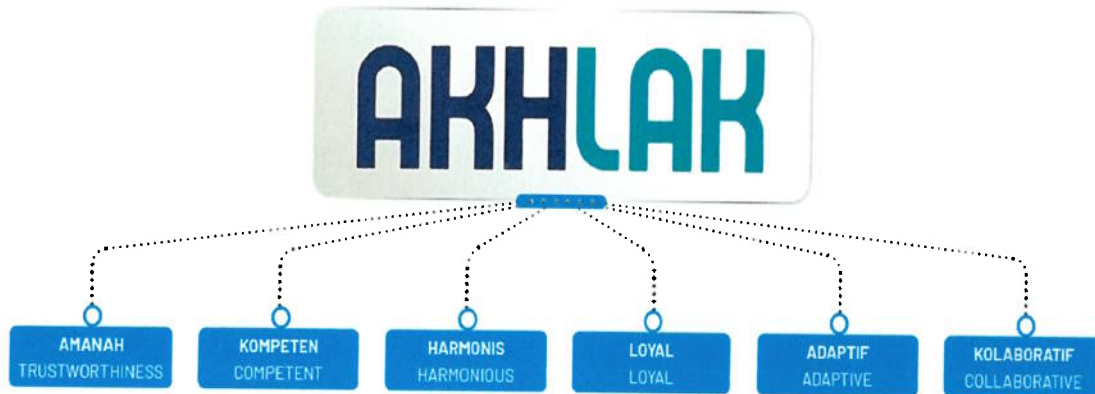 AKHLAK
AMANAH
TRUSTWORTHINESS
KOMPETEN
COMPETENT
HARMONIS
HARMONIOUS
LOYAL
LOYAL
ADAPTIF
ADAPTIVE
KOLABORATIF
COLLABORATIVE